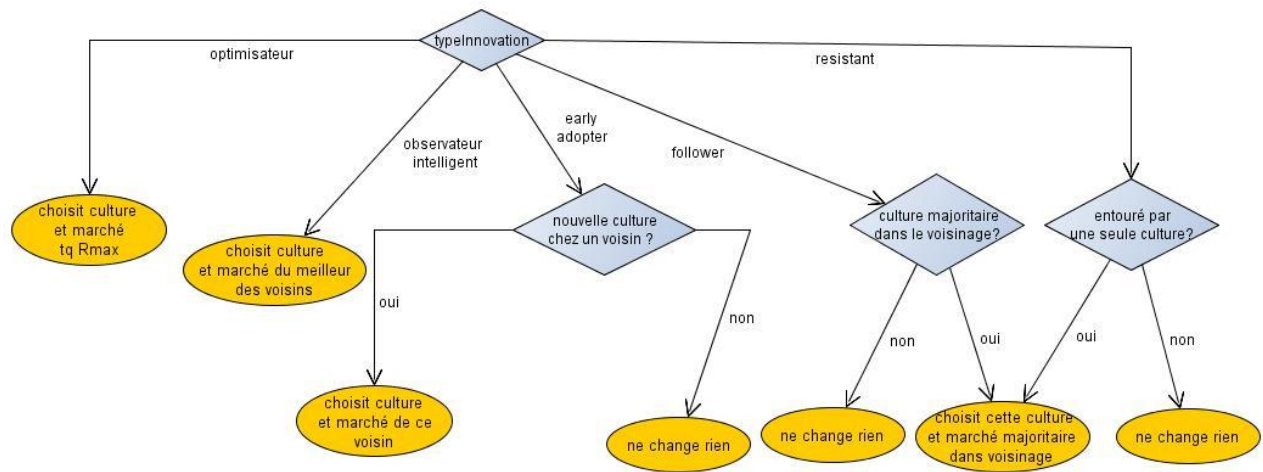 typeInnovation
optimisateur
resistant
observateur
intelligent
early
adopter
follower
choisit culture
et marché
tq Rmax
choisit culture
et marché du meilleur
des voisins
nouvelle culture
chez un voisin ?
culture majoritaire
dans le voisinage?
entouré par
une seule culture?
oui
non
non
oui
oui
non
choisit culture
et marché de ce
voisin
ne change rien
ne change rien
choisit cette culture
et marché majoritaire
dans voisinage
ne change rien